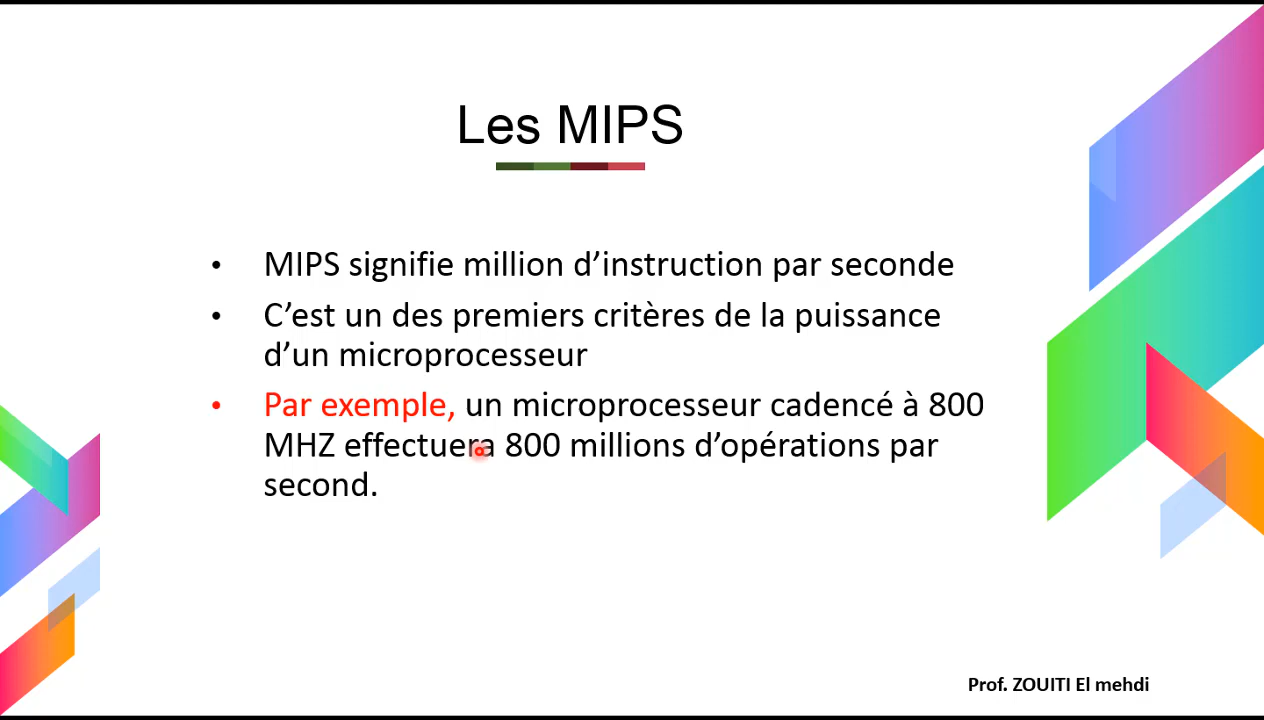 Les MIPS
• MIPS signifie million d’instruction par seconde
• C’est un des premiers critères de la puissance
d’un microprocesseur
• Par exemple, un microprocesseur cadencé à 800
MHZ effectuera 800 millions d’opérations par
second.
Prof. ZOUITI El mehdi